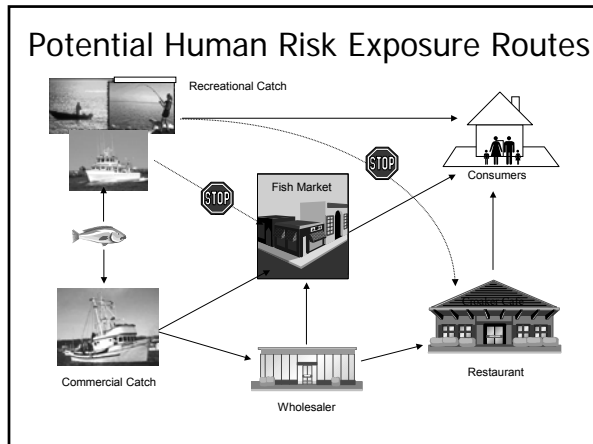 Potential Human Risk Exposure Routes
Recreational Catch
STOP
STOP
Fish Market
Consumers
Commercial Catch
Wholesaler
Restaurant